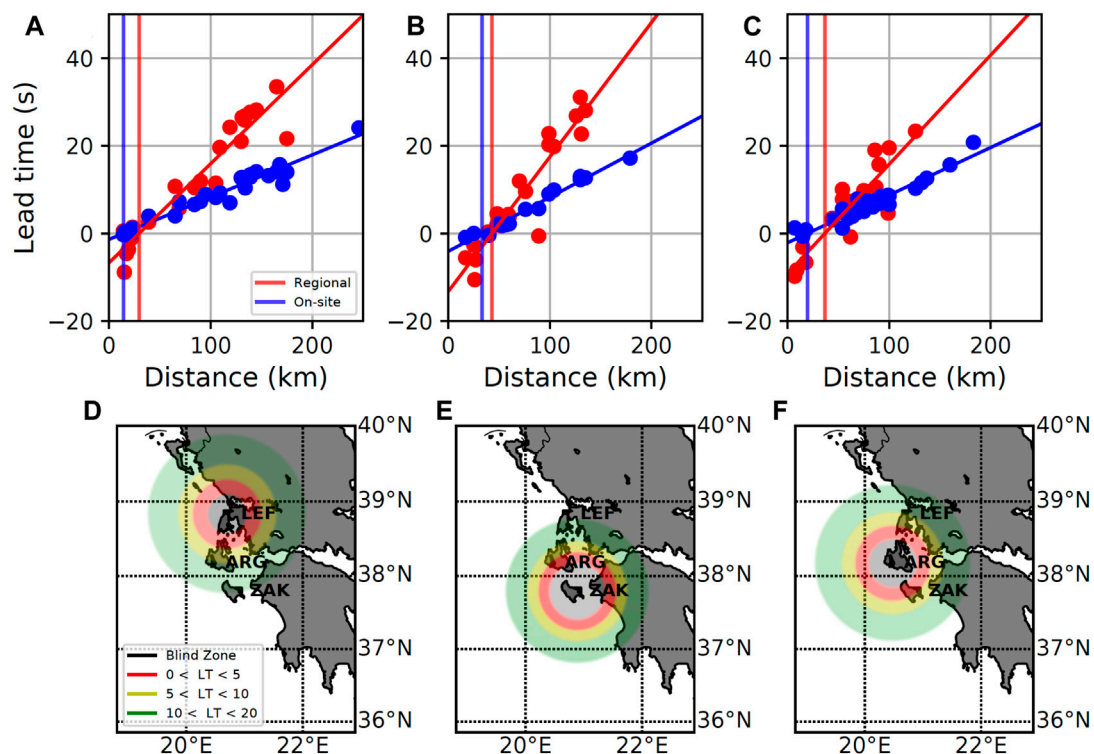 A
B
C
Lead time (s)
40
20
0
−20
40
20
0
−20
40
20
0
−20
Regional
On-site
0 100 200
0 100 200
0 100 200
Distance (km)
Distance (km)
Distance (km)
D
E
F
40°N
39°N
38°N
37°N
36°N
40°N
39°N
38°N
37°N
36°N
40°N
39°N
38°N
37°N
36°N
LEF
ARG
ZAK
LEF
ARG
ZAK
LEF
ARG
ZAK
Blind Zone
0 < LT < 5
5 < LT < 10
10 < LT < 20
20°E 22°E
20°E 22°E
20°E 22°E